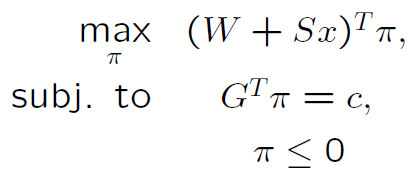 max (W + Sx)^T π,
π
subj. to G^T π = c,
π ≤ 0